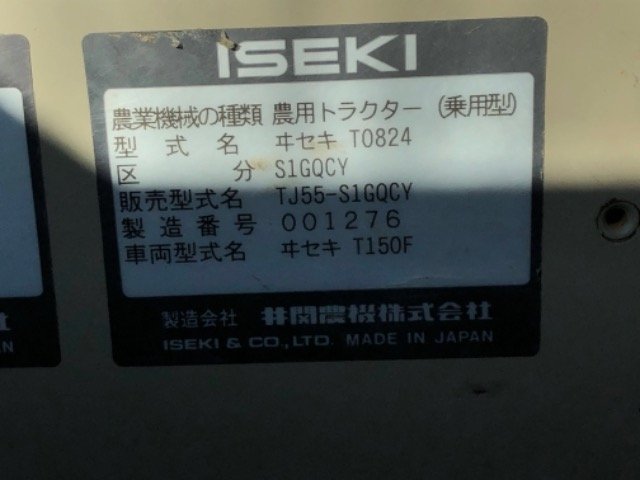 ISEKI
農業機械の種類 農用トラクター (乗用型)
型式名 ヰセキ T0824
区分 S1GQCY
販売型式名 TJ55-S1GQCY
製造番号 001276
車両型式名 ヰセキ T150F
製造会社 井関農機株式会社
ISEKI & CO.,LTD. MADE IN JAPAN
社
AN